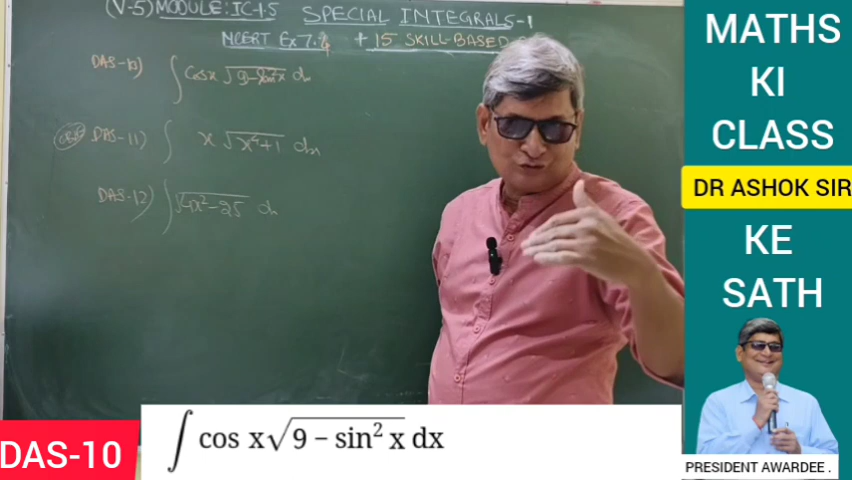 (V-5) MODULE: IC+5 SPECIAL INTEGRALS-1
NCERT Ex 7.4 + 15 SKILL-BASED
DAS-10) ∫ cosx √9-sin²x dx
DAS-11) ∫ x √x⁴+1 dx
DAS-12) ∫ √4x²-25 dx
MATHS
KI
CLASS
DR ASHOK SIR
KE
SATH
PRESIDENT AWARDEE .
DAS-10
∫ cos x√9 − sin² x dx